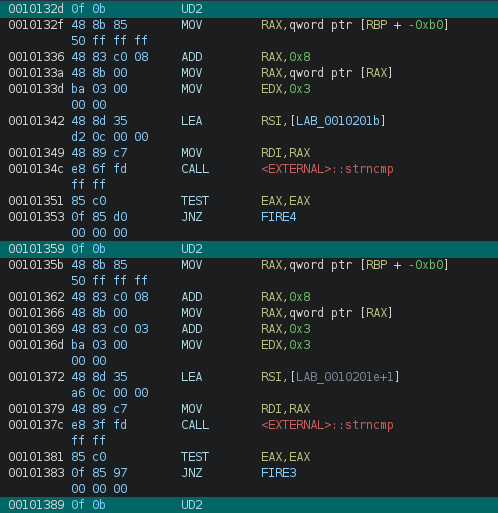 0010132d 0f 0b UD2
0010132f 48 8b 85 MOV RAX,qword ptr [RBP + -0xb0]
50 ff ff ff
00101336 48 83 c0 08 ADD RAX,0x8
0010133a 48 8b 00 MOV RAX,qword ptr [RAX]
0010133d ba 03 00 MOV EDX,0x3
00 00
00101342 48 8d 35 LEA RSI,[LAB_0010201b]
d2 0c 00 00
00101349 48 89 c7 MOV RDI,RAX
0010134c e8 6f fd CALL <EXTERNAL>::strncmp
ff ff
00101351 85 c0 TEST EAX,EAX
00101353 0f 85 d0 JNZ FIRE4
00 00 00
00101359 0f 0b UD2
0010135b 48 8b 85 MOV RAX,qword ptr [RBP + -0xb0]
50 ff ff ff
00101362 48 83 c0 08 ADD RAX,0x8
00101366 48 8b 00 MOV RAX,qword ptr [RAX]
00101369 48 83 c0 03 ADD RAX,0x3
0010136d ba 03 00 MOV EDX,0x3
00 00
00101372 48 8d 35 LEA RSI,[LAB_0010201e+1]
a6 0c 00 00
00101379 48 89 c7 MOV RDI,RAX
0010137c e8 3f fd CALL <EXTERNAL>::strncmp
ff ff
00101381 85 c0 TEST EAX,EAX
00101383 0f 85 97 JNZ FIRE3
00 00 00
00101389 0f 0b UD2